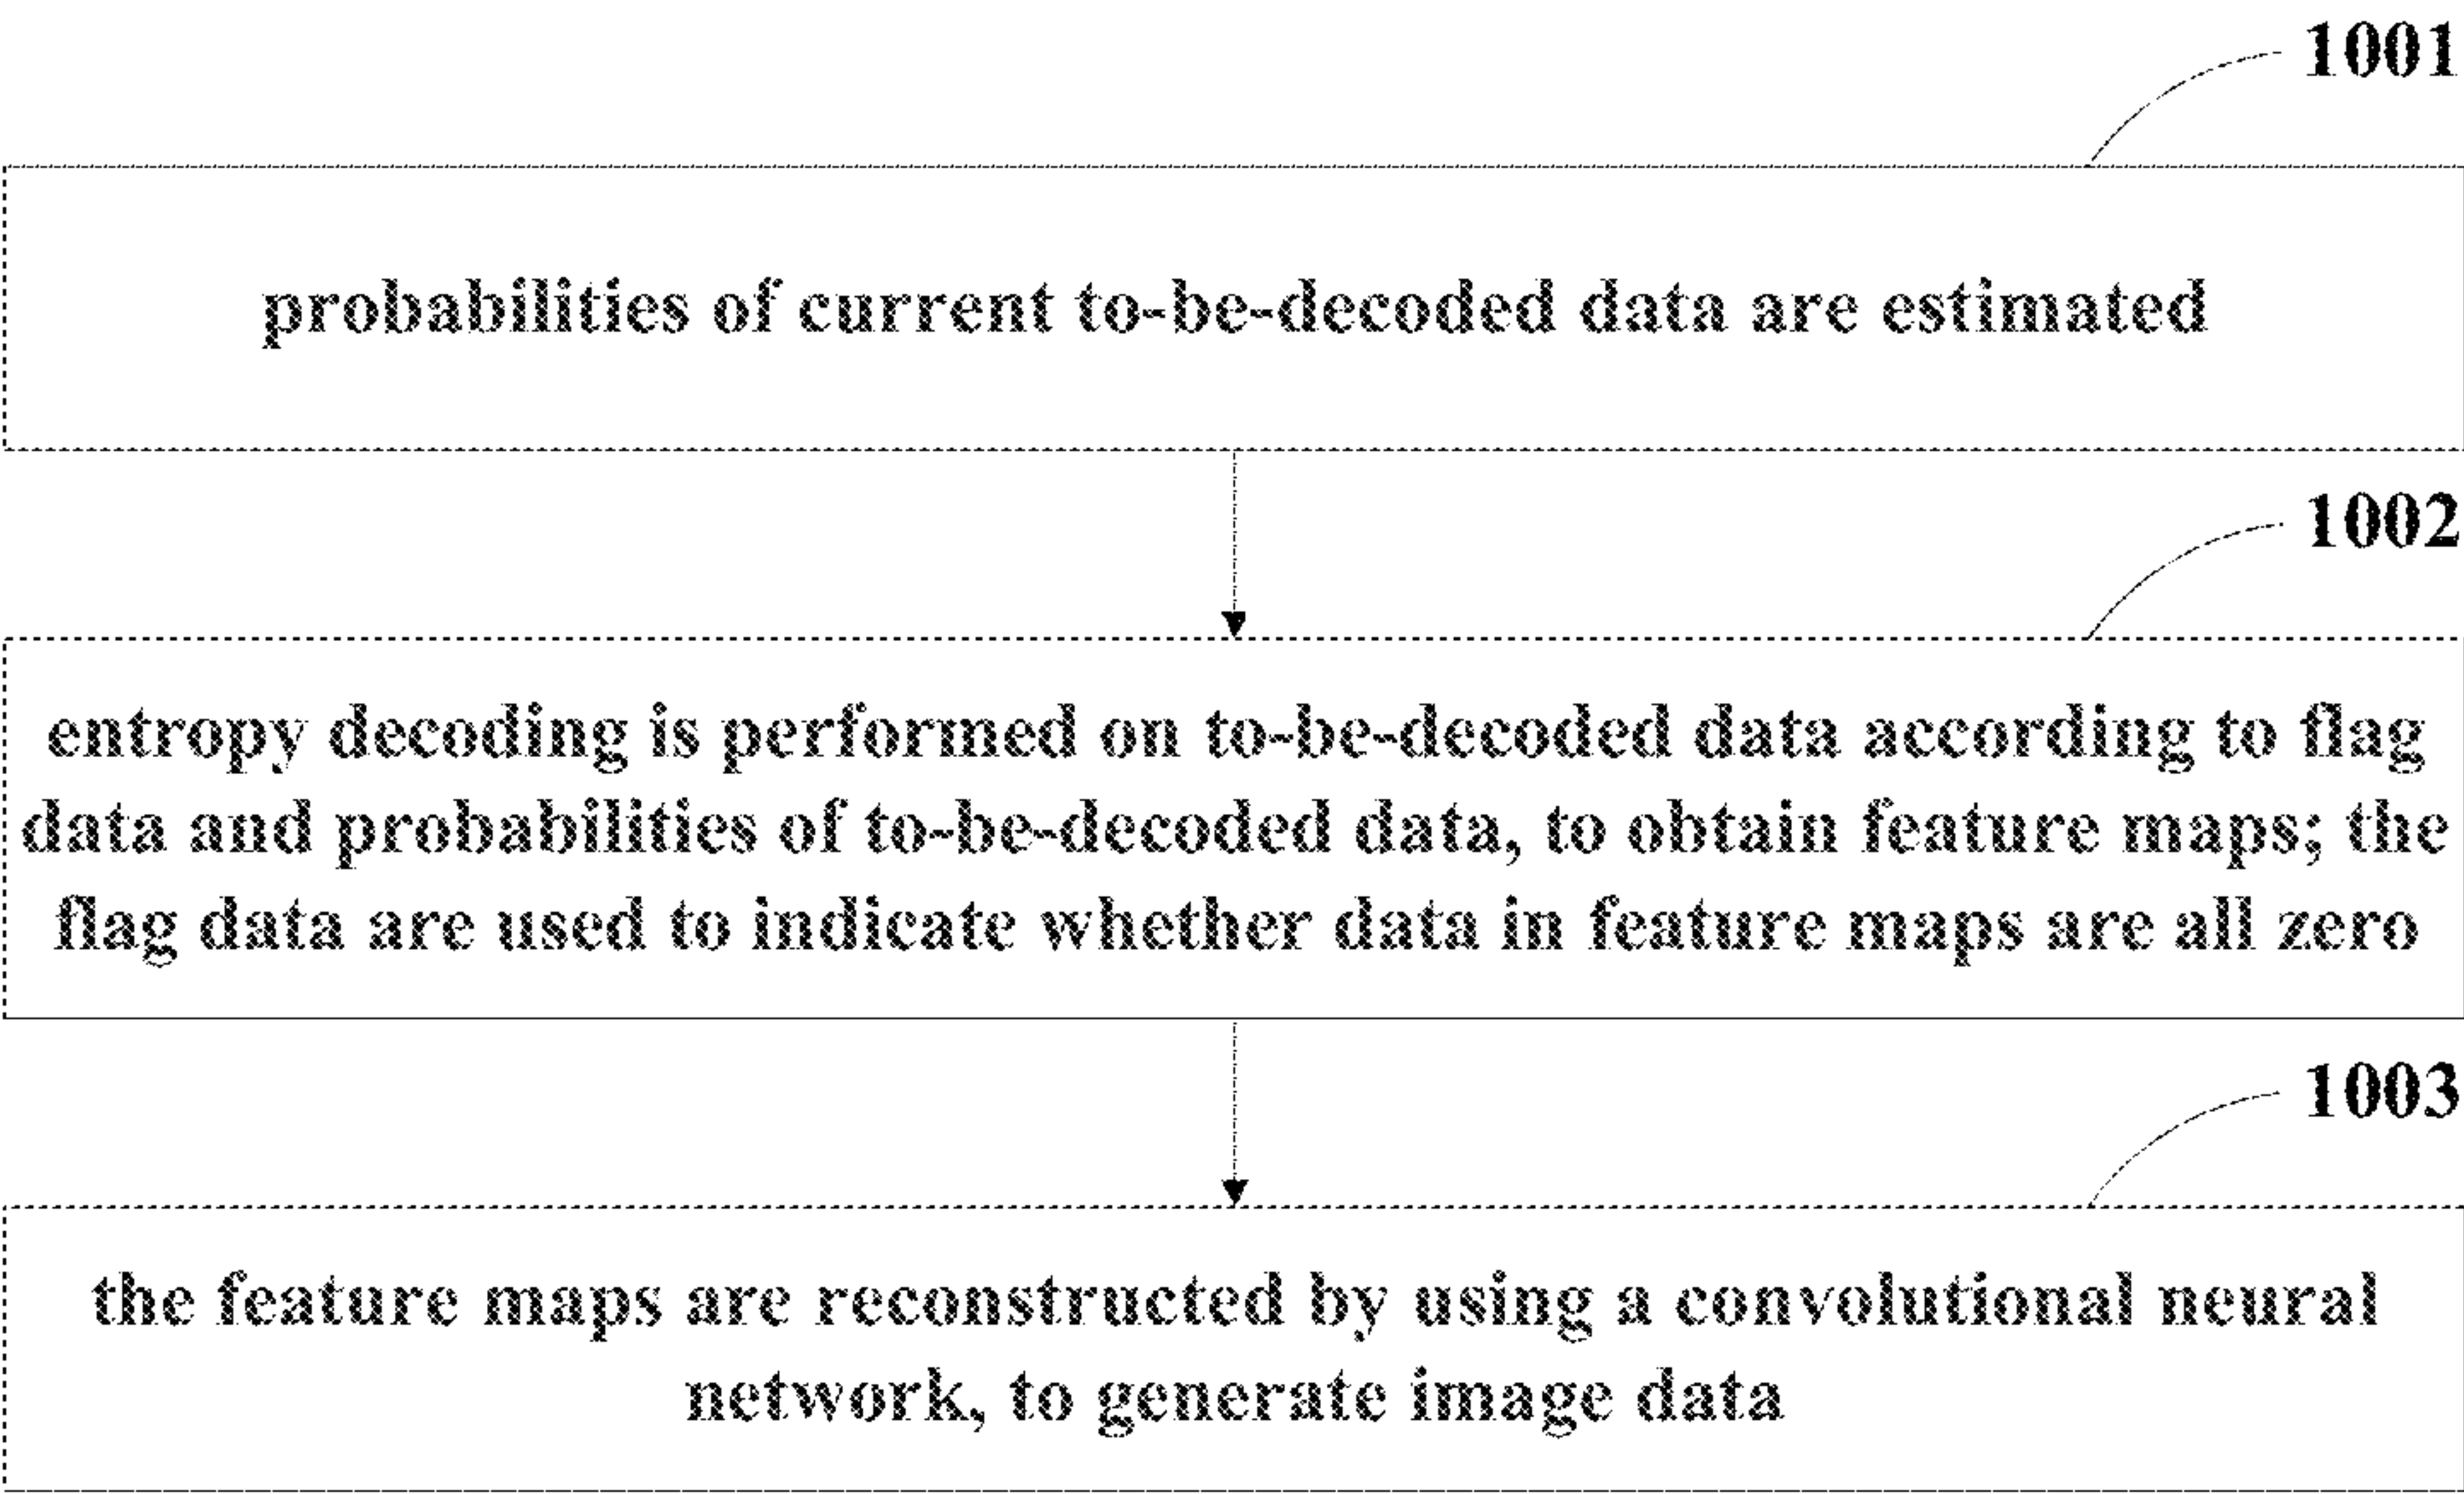 1001
probabilities of current to-be-decoded data are estimated
1002
entropy decoding is performed on to-be-decoded data according to flag
data and probabilities of to-be-decoded data, to obtain feature maps; the
flag data are used to indicate whether data in feature maps are all zero
1003
the feature maps are reconstructed by using a convolutional neural
network, to generate image data